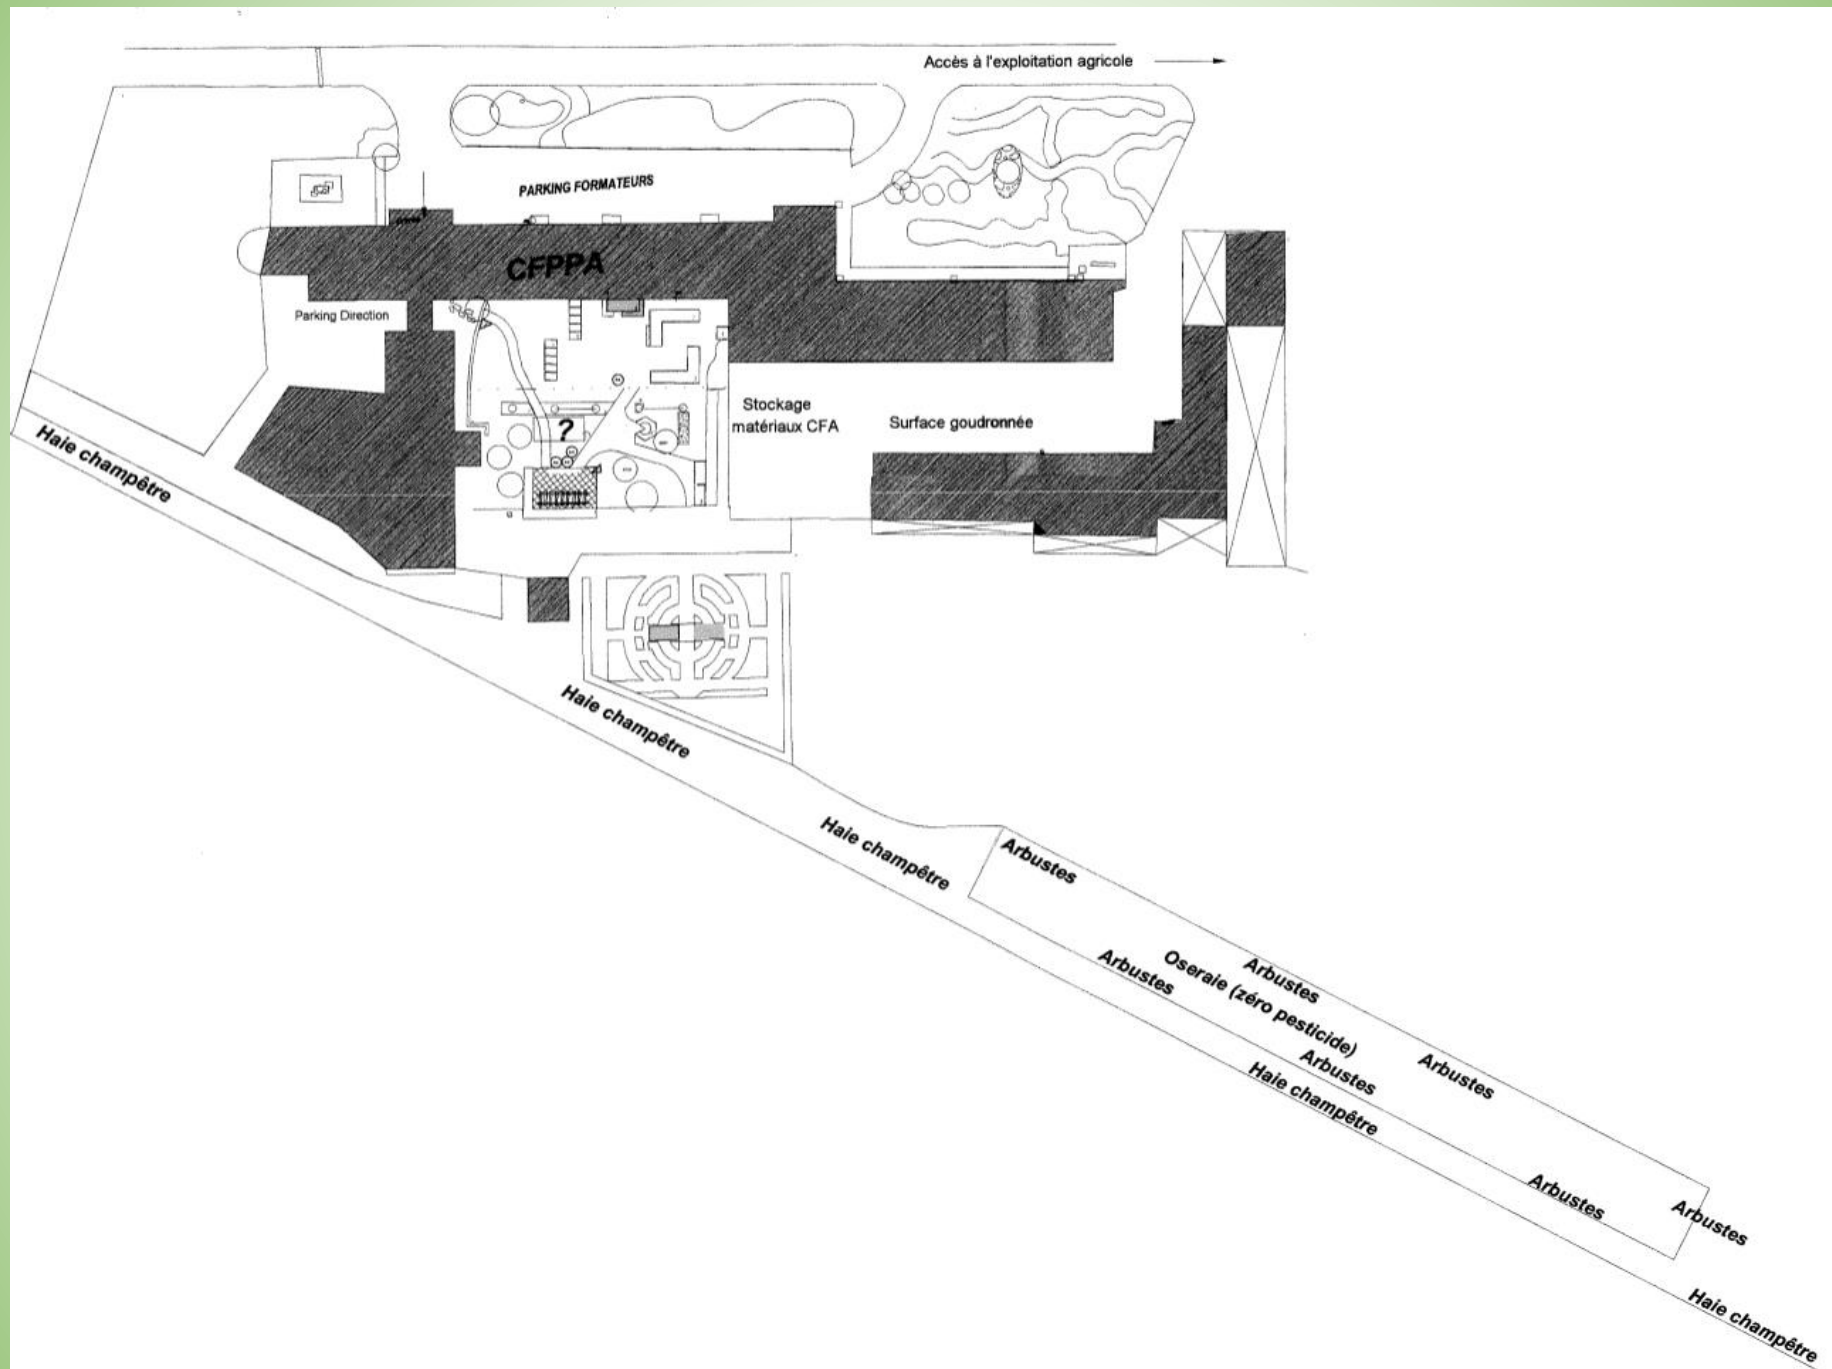 Accès à l'exploitation agricole
PARKING FORMATEURS
CFPPA
Parking Direction
Stockage
matériaux CFA
Surface goudronnée
?
Haie champêtre
Haie champêtre
Haie champêtre
Arbustes
Arbustes
Arbustes
Oseraie (zéro pesticide)
Arbustes
Arbustes
Haie champêtre
Arbustes
Arbustes
Haie champêtre